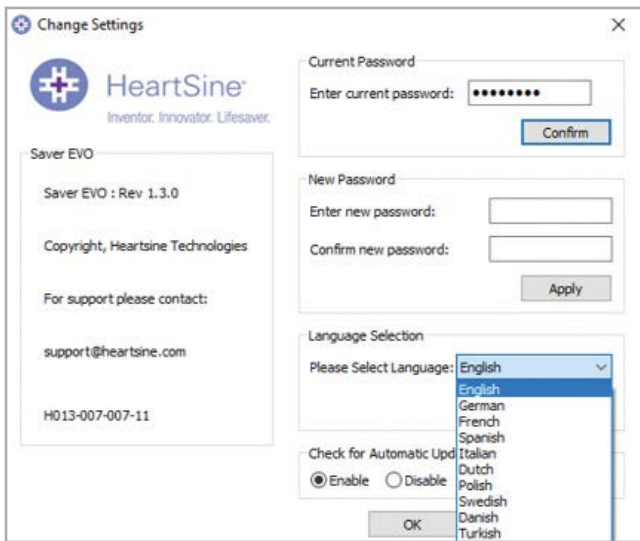 Change Settings
HeartSine
Inventor. Innovator. Lifesaver.
Saver EVO
Saver EVO : Rev 1.3.0
Copyright, Heartsine Technologies
For support please contact:
support@heartsine.com
H013-007-007-11
Current Password
Enter current password: ••••••••
Confirm
New Password
Enter new password:
Confirm new password:
Apply
Language Selection
Please Select Language: English
English
German
French
Spanish
Italian
Dutch
Polish
Swedish
Danish
Turkish
Check for Automatic Upd
Enable Disable
OK